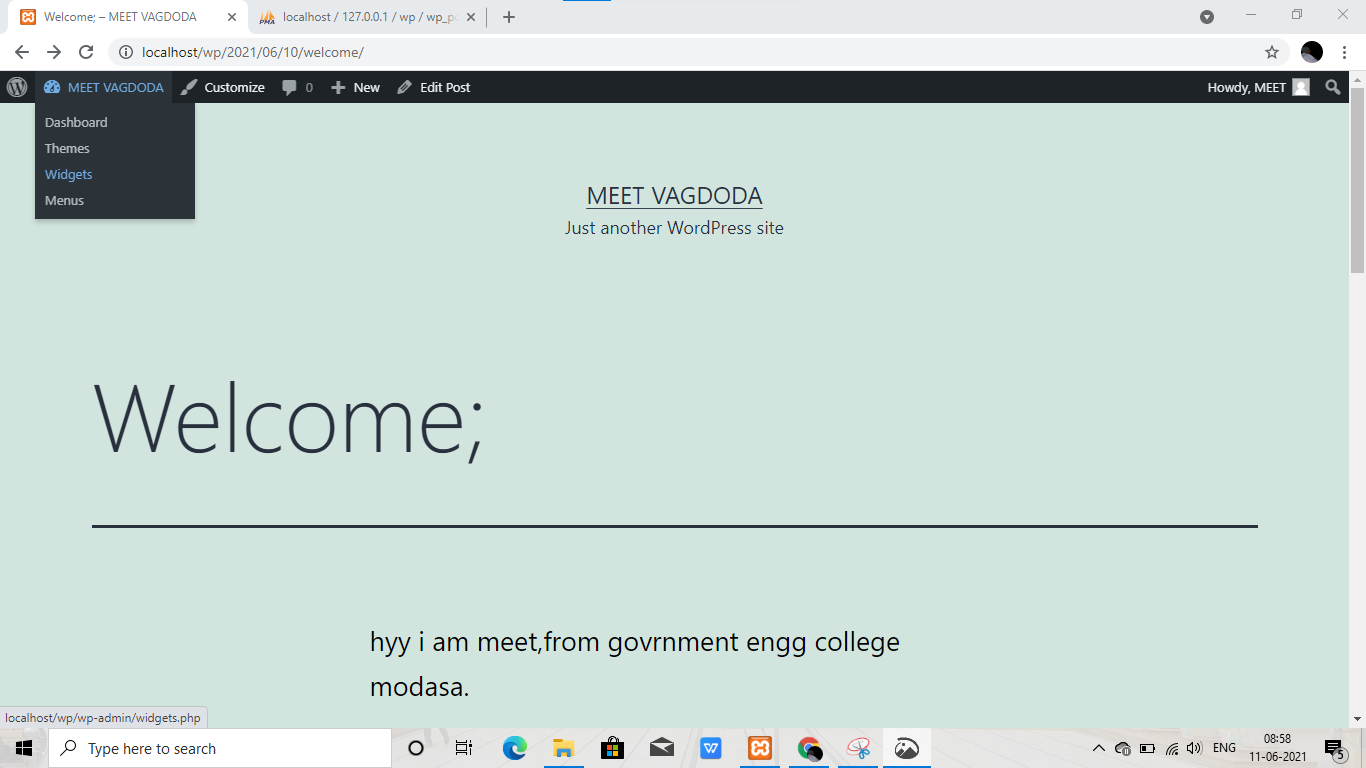 Welcome; – MEET VAGDODA
localhost / 127.0.0.1 / wp / wp_p
localhost/wp/2021/06/10/welcome/
MEET VAGDODA
Customize
0
New
Edit Post
Howdy, MEET
Dashboard
Themes
Widgets
Menus
MEET VAGDODA
Just another WordPress site
Welcome;
hyy i am meet,from govrnment engg college
modasa.
localhost/wp/wp-admin/widgets.php
Type here to search
ENG
08:58
11-06-2021
5